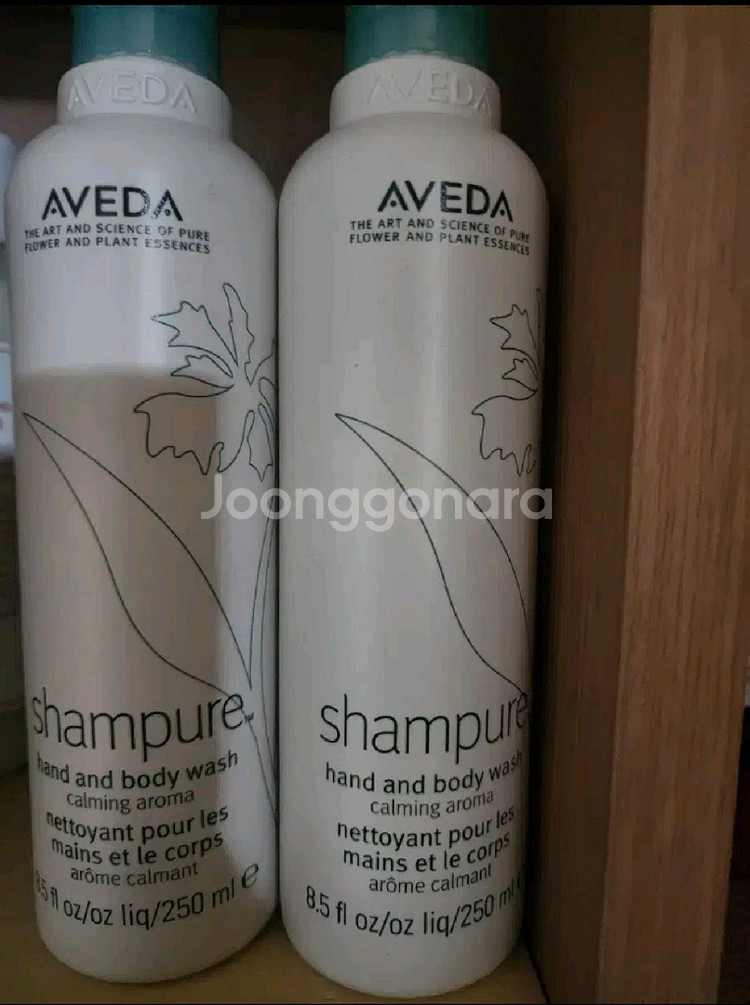 AVEDA
AVEDA
THE ART AND SCIENCE OF PURE
FLOWER AND PLANT ESSENCES
shampure
hand and body wash
calming aroma
nettoyant pour les
mains et le corps
arôme calmant
8.5 fl oz/oz liq/250 ml e
AVEDA
AVEDA
THE ART AND SCIENCE OF PURE
FLOWER AND PLANT ESSENCES
shampure
hand and body wash
calming aroma
nettoyant pour les
mains et le corps
arôme calmant
8.5 fl oz/oz liq/250 ml
Joonggonara